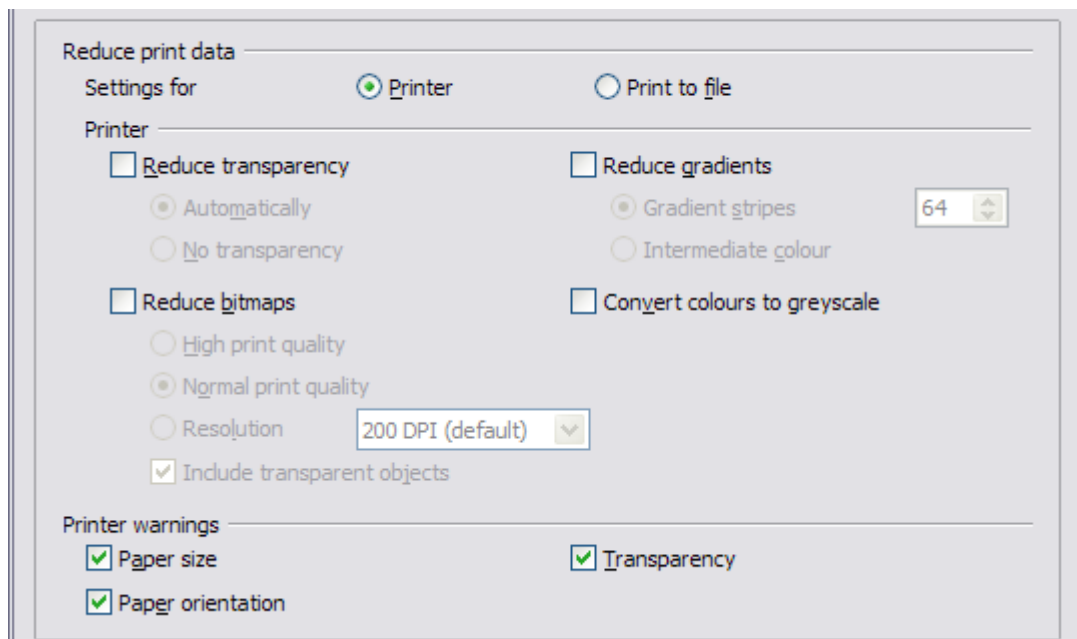 Reduce print data
Settings for Printer Print to file
Printer
Reduce transparency Reduce gradients
Automatically Gradient stripes 64
No transparency Intermediate colour
Reduce bitmaps Convert colours to greyscale
High print quality
Normal print quality
Resolution 200 DPI (default)
Include transparent objects
Printer warnings
Paper size Transparency
Paper orientation